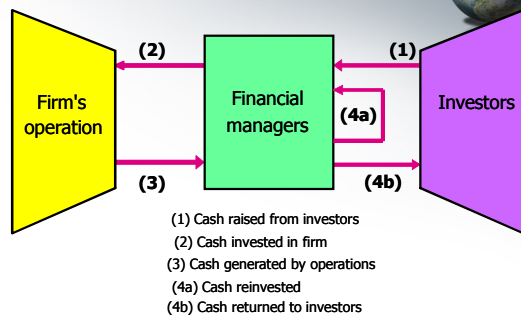 (2)
(1)
Firm's
operation
Financial
managers
(4a)
Investors
(3)
(4b)
(1) Cash raised from investors
(2) Cash invested in firm
(3) Cash generated by operations
(4a) Cash reinvested
(4b) Cash returned to investors